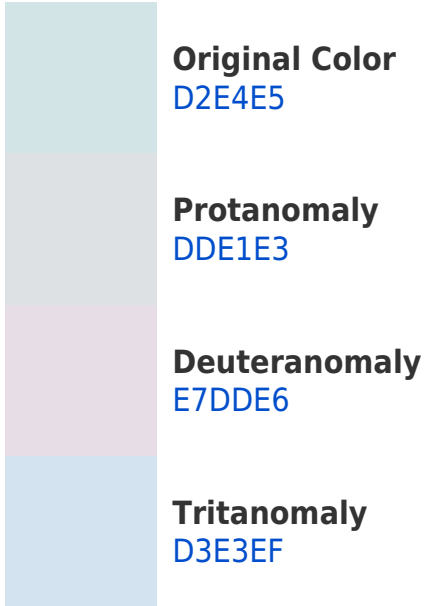 Original Color
D2E4E5
Protanomaly
DDE1E3
Deuteranomaly
E7DDE6
Tritanomaly
D3E3EF